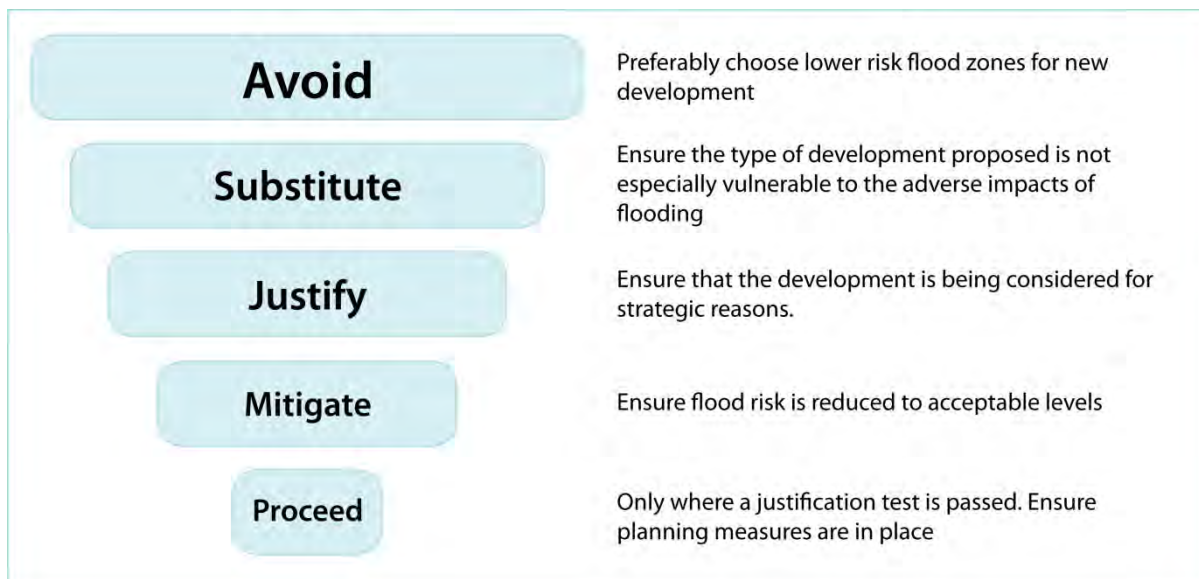 Avoid
Preferably choose lower risk flood zones for new
development
Substitute
Ensure the type of development proposed is not
especially vulnerable to the adverse impacts of
flooding
Justify
Ensure that the development is being considered for
strategic reasons.
Mitigate
Ensure flood risk is reduced to acceptable levels
Proceed
Only where a justification test is passed. Ensure
planning measures are in place